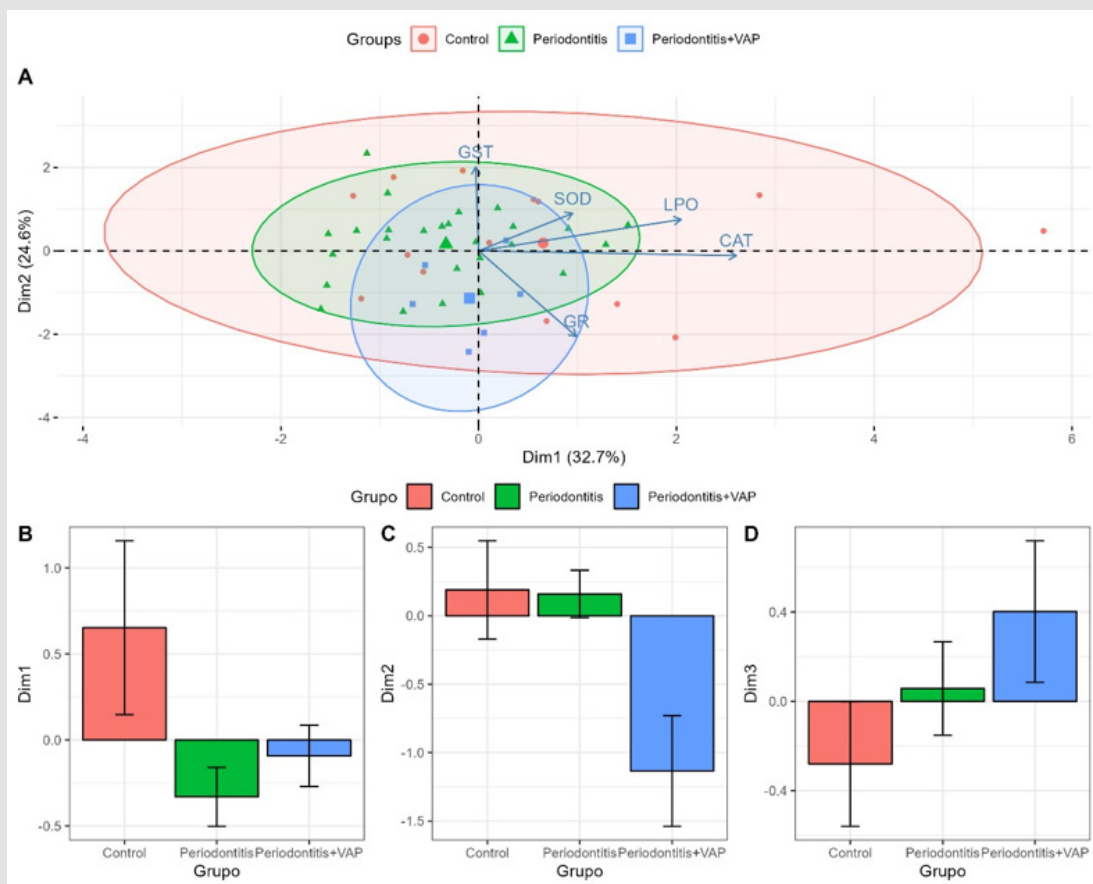 Groups Control Periodontitis Periodontitis+VAP
A
Dim2 (24.6%)
2
0
-2
-4
GST
SOD
LPO
CAT
GR
-4 -2 0 2 4 6
Dim1 (32.7%)
Grupo Control Periodontitis Periodontitis+VAP
B
Dim1
1.0
0.5
0.0
-0.5
Control Periodontitis Periodontitis+VAP
Grupo
C
Dim2
0.5
0.0
-0.5
-1.0
-1.5
Control Periodontitis Periodontitis+VAP
Grupo
D
Dim3
0.4
0.0
-0.4
Control Periodontitis Periodontitis+VAP
Grupo